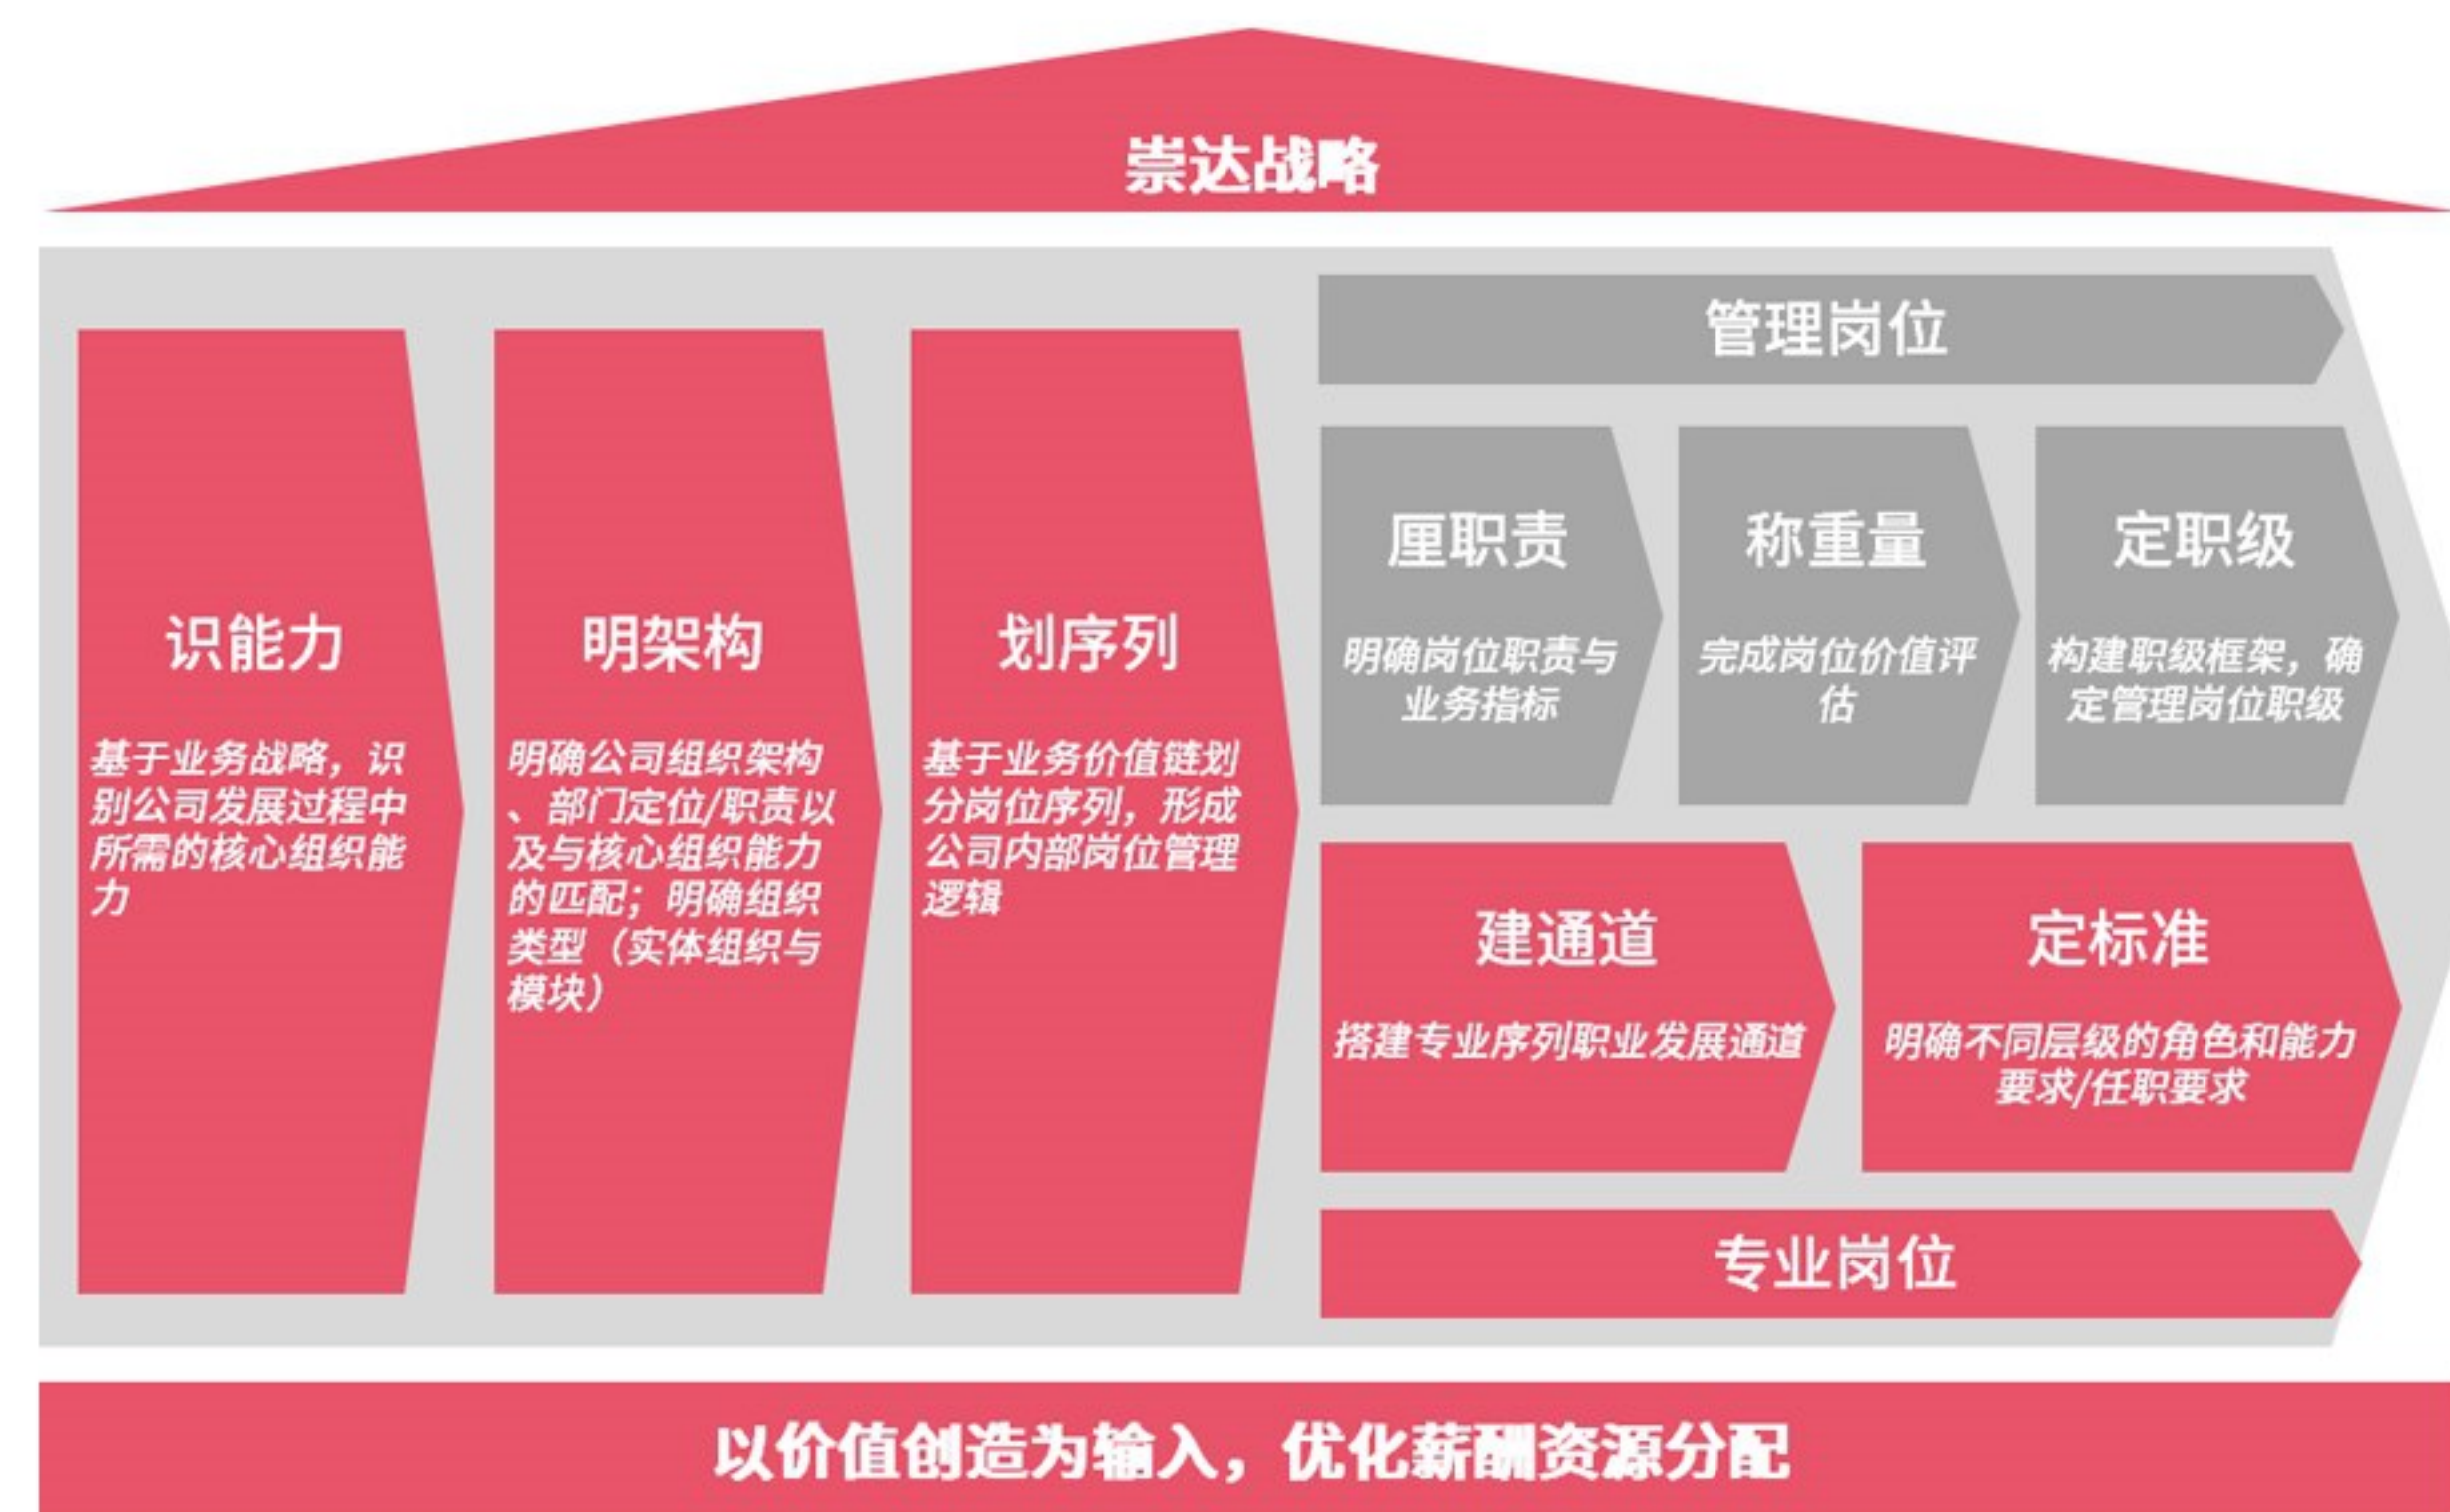 崇达战略
识能力
基于业务战略，识
别公司发展过程中
所需的核心组织能
力
明架构
明确公司组织架构
、部门定位/职责以
及与核心组织能力
的匹配；明确组织
类型（实体组织与
模块）
划序列
基于业务价值链划
分岗位序列，形成
公司内部岗位管理
逻辑
管理岗位
厘职责
明确岗位职责与
业务指标
称重量
完成岗位价值评
估
定职级
构建职级框架，确
定管理岗位职级
建通道
搭建专业序列职业发展通道
定标准
明确不同层级的角色和能力
要求/任职要求
专业岗位
以价值创造为输入，优化薪酬资源分配